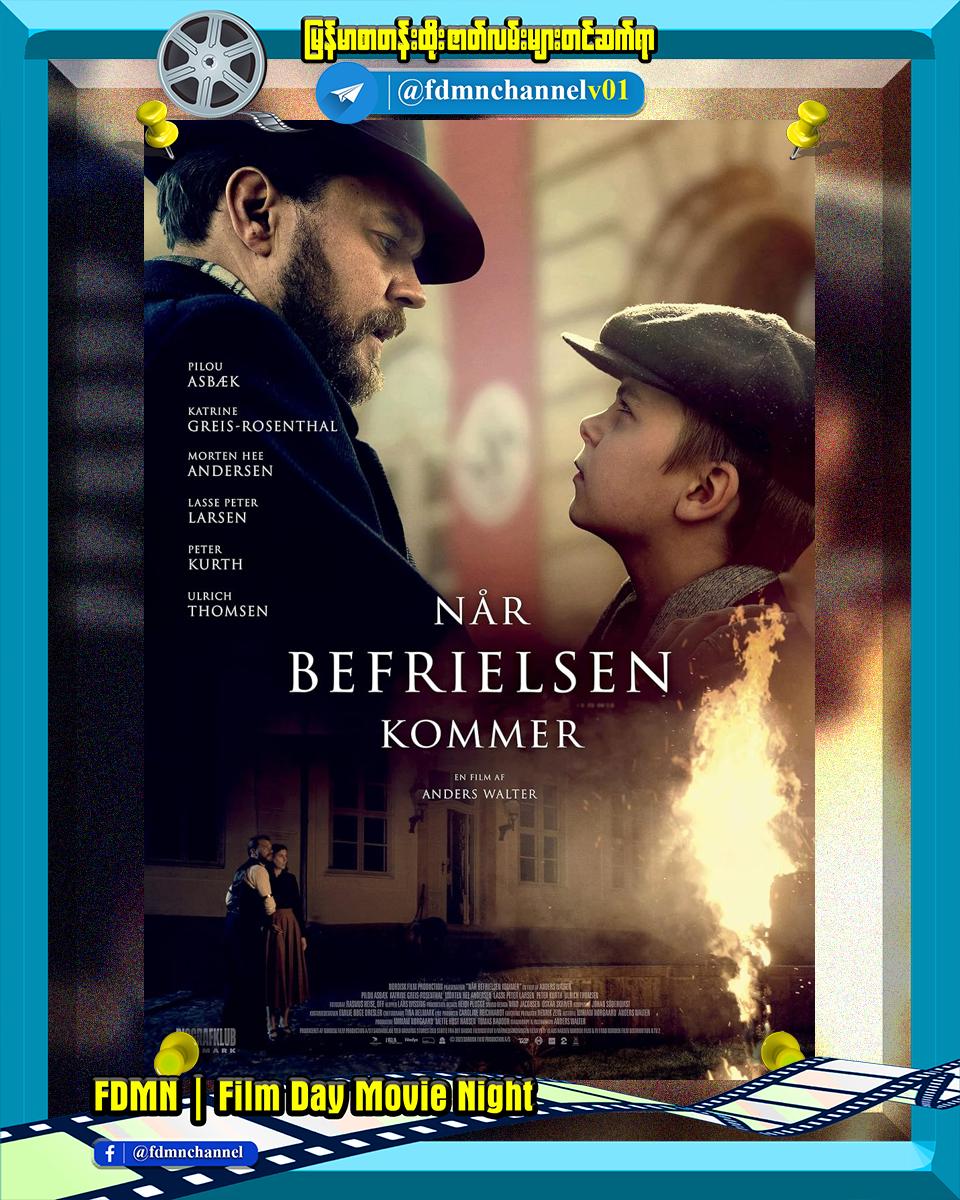 မြန်မာစာတန်းထိုးဇာတ်လမ်းများတင်ဆက်ရာ
@fdmnchannelv01
PILOU
ASBÆK
KATRINE
GREIS-ROSENTHAL
MORTEN HEE
ANDERSEN
LASSE PETER
LARSEN
PETER
KURTH
ULRICH
THOMSEN
NÅR
BEFRIELSEN
KOMMER
EN FILM AF
ANDERS WALTER
FDMN | Film Day Movie Night
@fdmnchannel